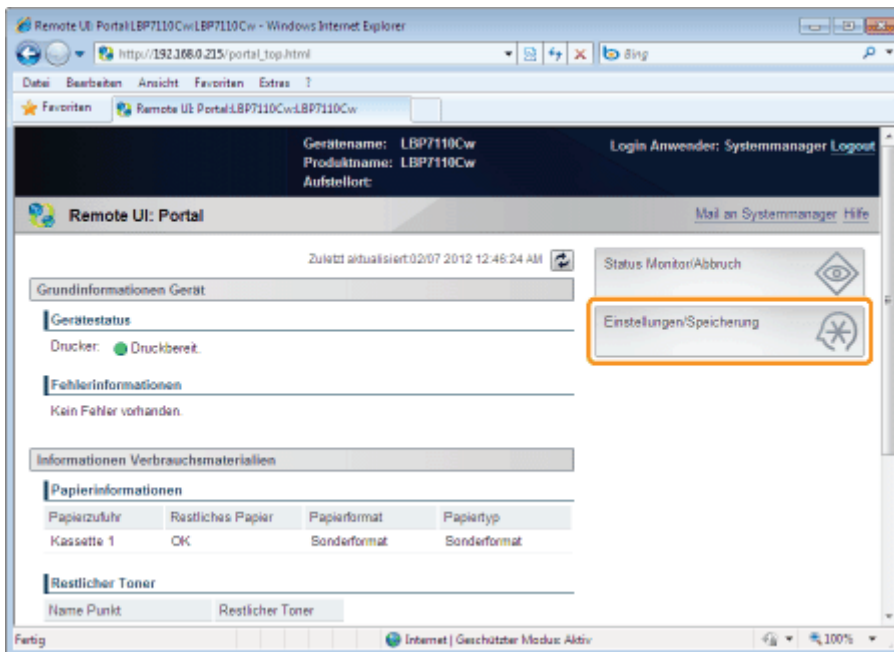 Remote UI: Portal:LBP7110Cw:LBP7110Cw - Windows Internet Explorer
http://192.168.0.215/portal_top.html
Bing
Datei Bearbeiten Ansicht Favoriten Extras ?
Favoriten Remote UI: Portal:LBP7110Cw:LBP7110Cw
Gerätename: LBP7110Cw
Login Anwender: Systemmanager Logout
Produktname: LBP7110Cw
Aufstellort:
Remote UI: Portal
Mail an Systemmanager Hilfe
Zuletzt aktualisiert:02/07 2012 12:46:24 AM
Status Monitor/Abbruch
Grundinformationen Gerät
Einstellungen/Speicherung
Gerätestatus
Drucker: Druckbereit.
Fehlerinformationen
Kein Fehler vorhanden.
Informationen Verbrauchsmaterialien
Papierinformationen
Papierzufuhr Restliches Papier Papierformat Papiertyp
Kassette 1 OK Sonderformat Sonderformat
Restlicher Toner
Name Punkt Restlicher Toner
Fertig Internet | Geschützter Modus: Aktiv 100%